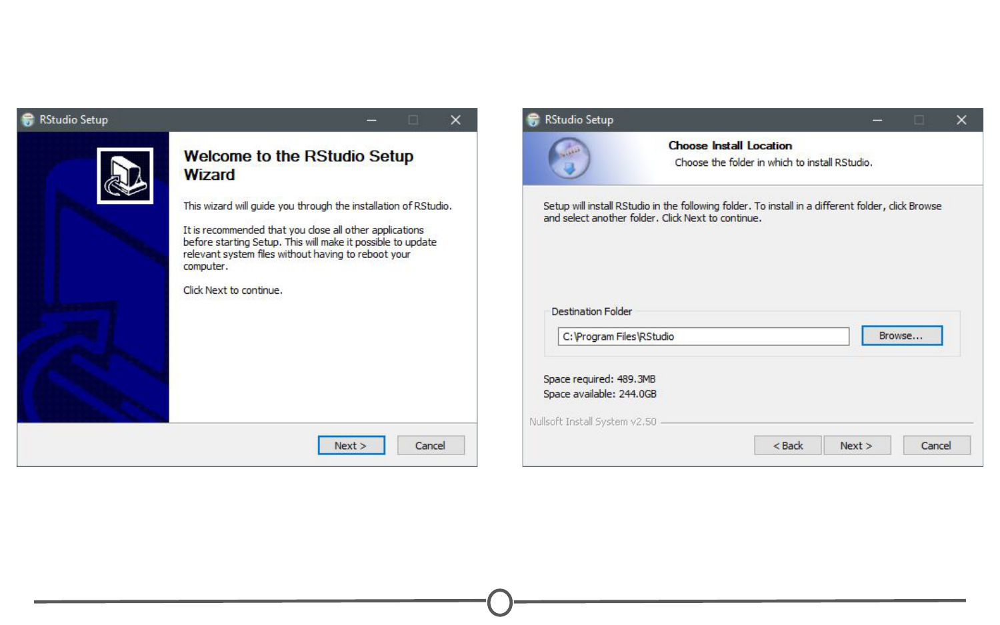 RStudio Setup
Welcome to the RStudio Setup
Wizard
This wizard will guide you through the installation of RStudio.
It is recommended that you close all other applications
before starting Setup. This will make it possible to update
relevant system files without having to reboot your
computer.
Click Next to continue.
Next >
Cancel
RStudio Setup
Choose Install Location
Choose the folder in which to install RStudio.
Setup will install RStudio in the following folder. To install in a different folder, click Browse
and select another folder. Click Next to continue.
Destination Folder
C:\Program Files\RStudio
Browse...
Space required: 489.3MB
Space available: 244.0GB
Nullsoft Install System v2.50
< Back
Next >
Cancel